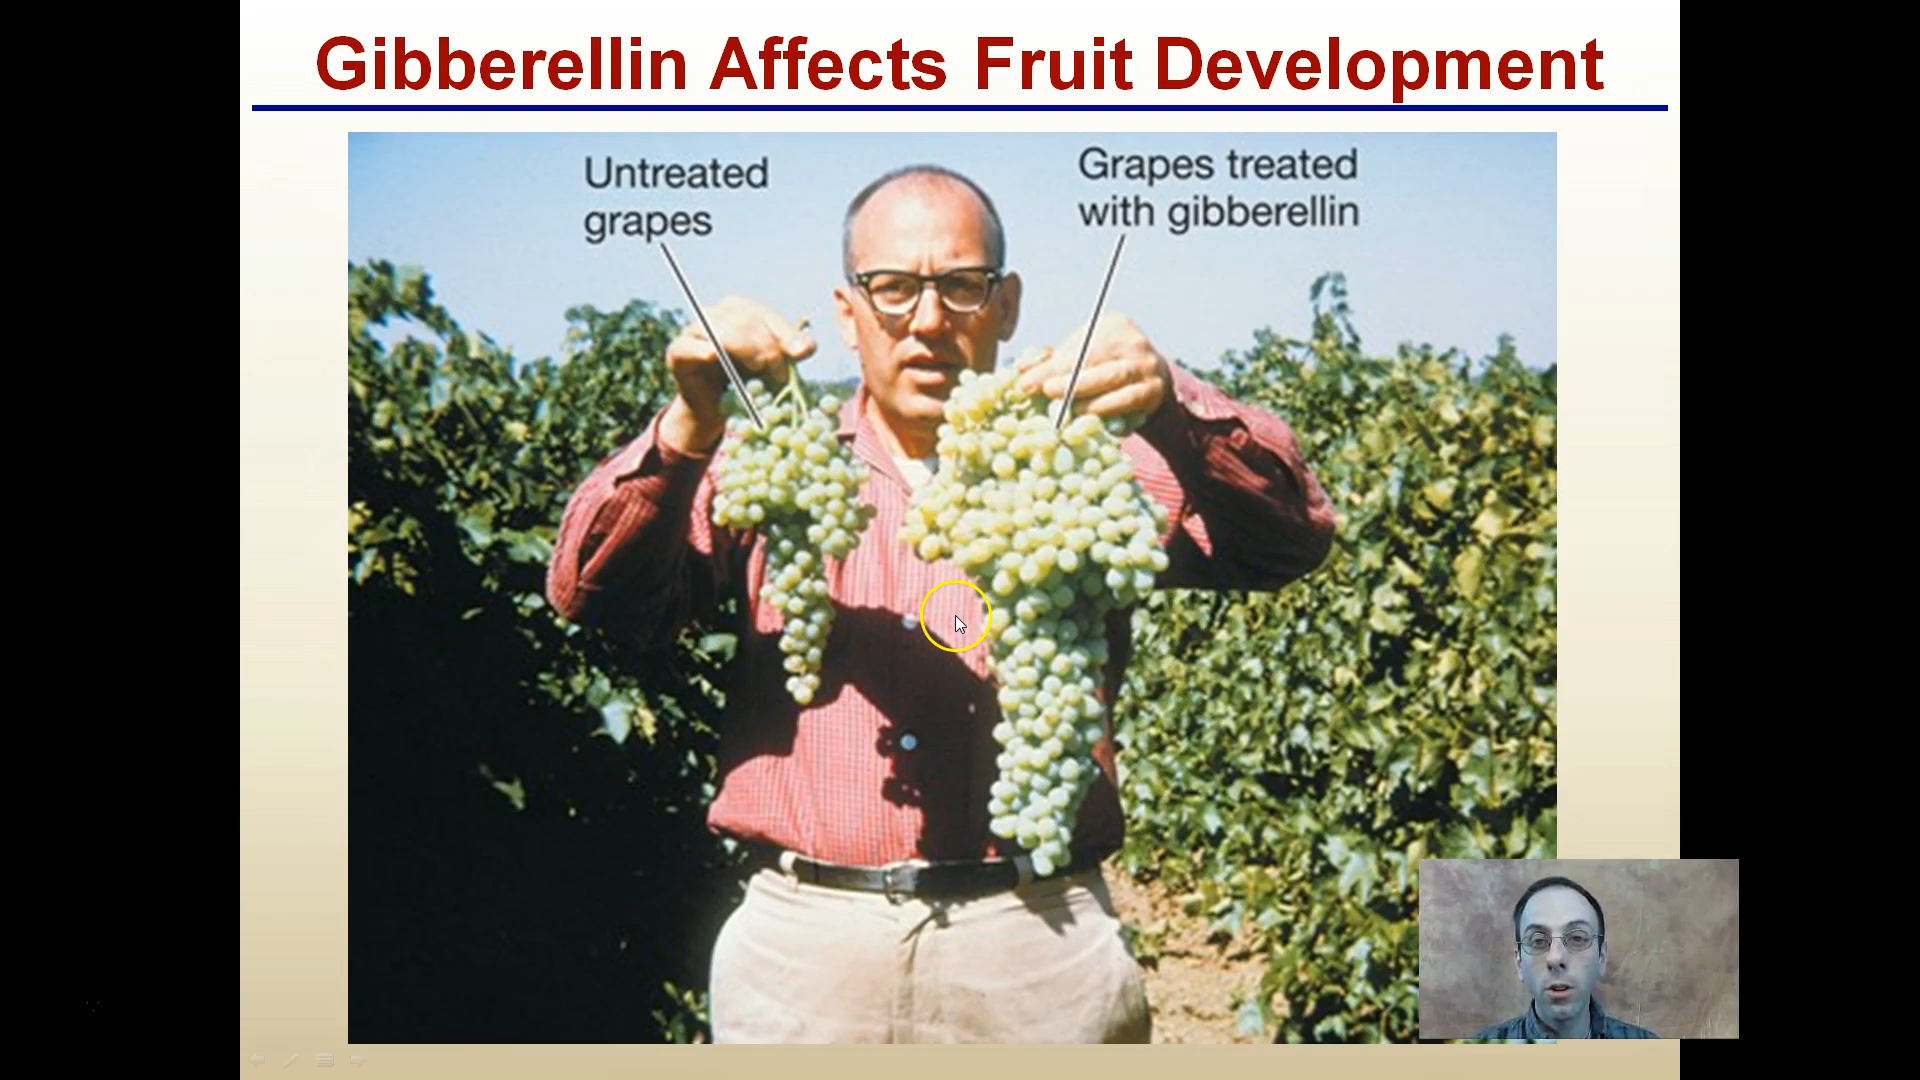 Gibberellin Affects Fruit Development
Untreated
grapes
Grapes treated
with gibberellin